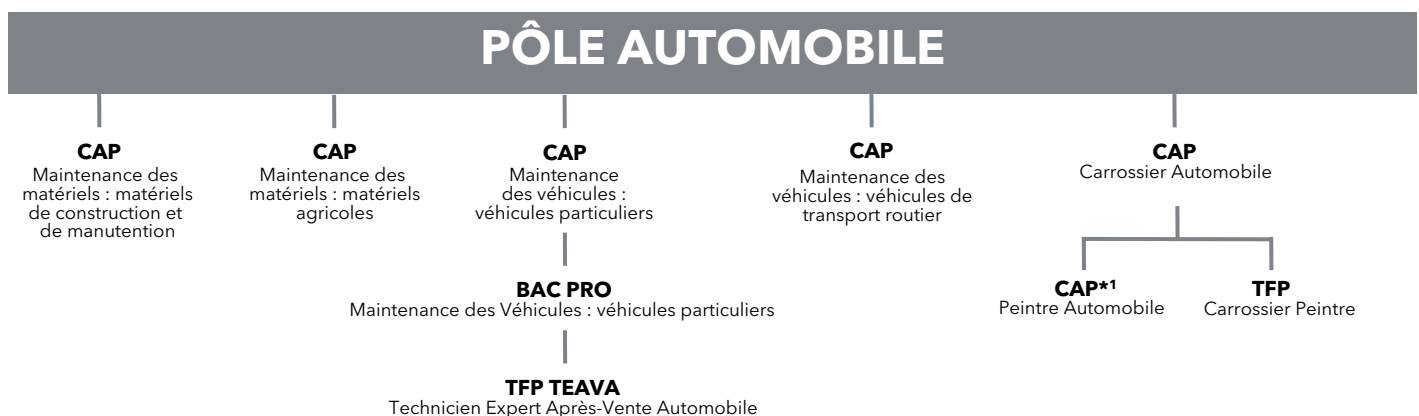 PÔLE AUTOMOBILE
CAP
Maintenance des
matériels : matériels
de construction et
de manutention
CAP
Maintenance des
matériels : matériels
agricoles
CAP
Maintenance
des véhicules :
véhicules particuliers
CAP
Maintenance des
véhicules : véhicules de
transport routier
CAP
Carrossier Automobile
BAC PRO
Maintenance des Véhicules : véhicules particuliers
CAP*¹
Peintre Automobile
TFP
Carrossier Peintre
TFP TEAVA
Technicien Expert Après-Vente Automobile